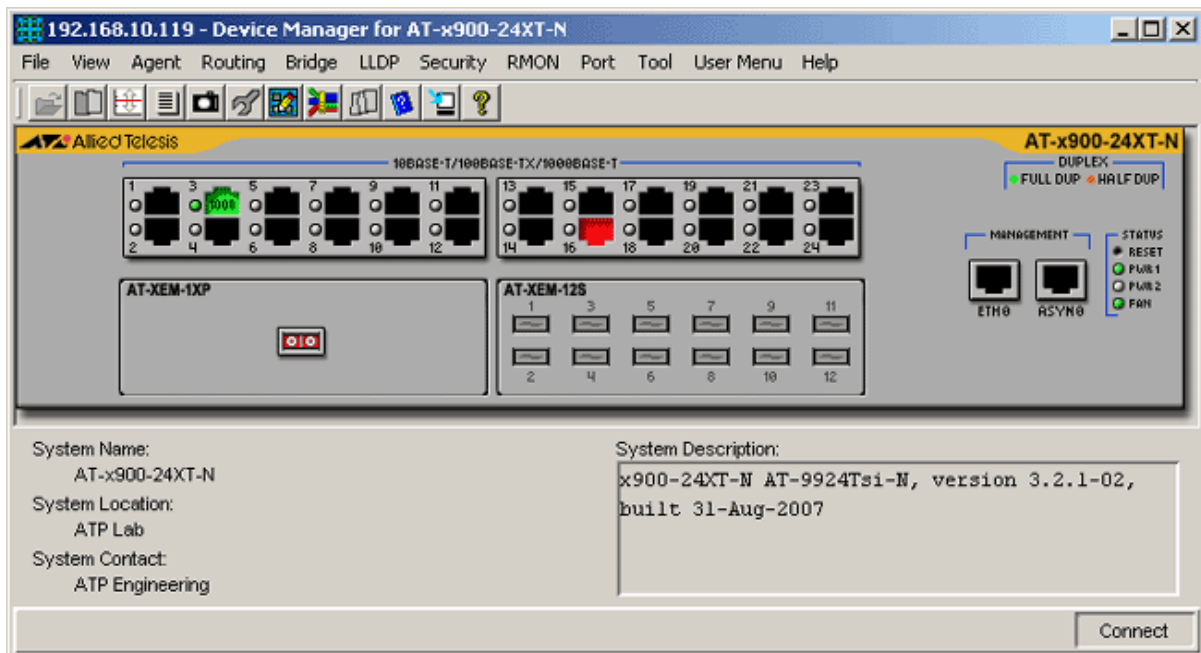 192.168.10.119 - Device Manager for AT-x900-24XT-N
File View Agent Routing Bridge LLDP Security RMON Port Tool User Menu Help
Allied Telesis
AT-x900-24XT-N
10BASE-T/100BASE-TX/1000BASE-T
DUPLEX
FULL DUP HALF DUP
1 3 5 7 9 11 13 15 17 19 21 23
1000
2 4 6 8 10 12 14 16 18 20 22 24
MANAGEMENT
ETH0 ASYN0
STATUS
RESET
PWR1
PWR2
FAN
AT-XEM-1XP
AT-XEM-12S
1 3 5 7 9 11
2 4 6 8 10 12
System Name:
AT-x900-24XT-N
System Location:
ATP Lab
System Contact:
ATP Engineering
System Description:
x900-24XT-N AT-9924Tsi-N, version 3.2.1-02,
built 31-Aug-2007
Connect